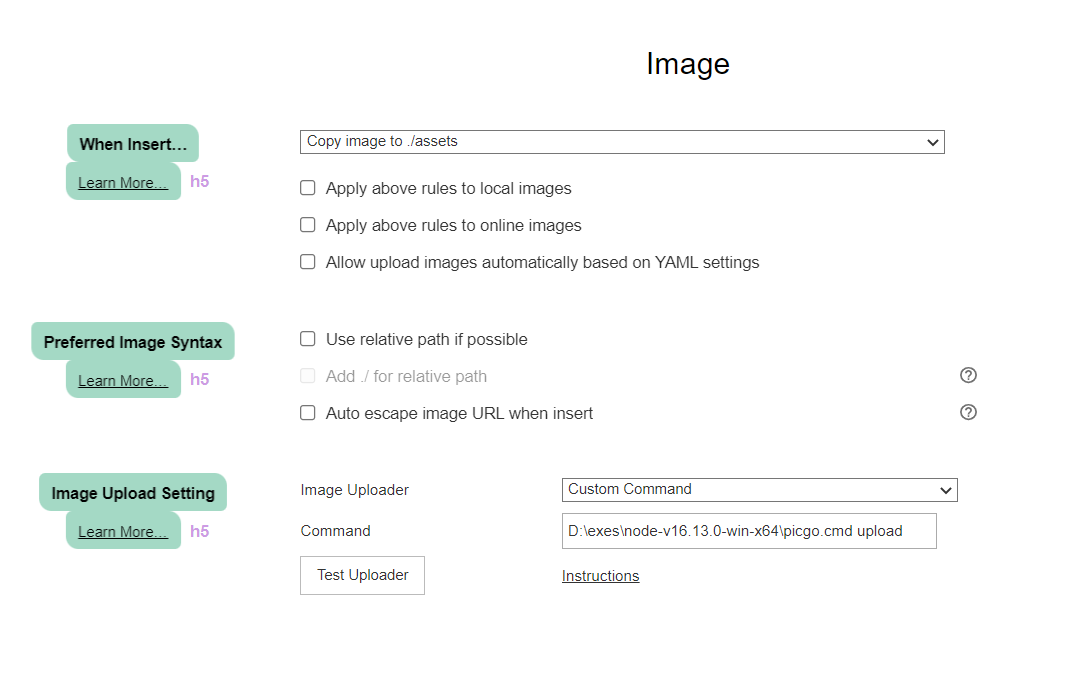 Image
When Insert...
Copy image to ./assets
Learn More...
h5
Apply above rules to local images
Apply above rules to online images
Allow upload images automatically based on YAML settings
Preferred Image Syntax
Use relative path if possible
Learn More...
h5
Add ./ for relative path
?
Auto escape image URL when insert
?
Image Upload Setting
Image Uploader
Custom Command
Learn More...
h5
Command
D:\exes\node-v16.13.0-win-x64\picgo.cmd upload
Test Uploader
Instructions